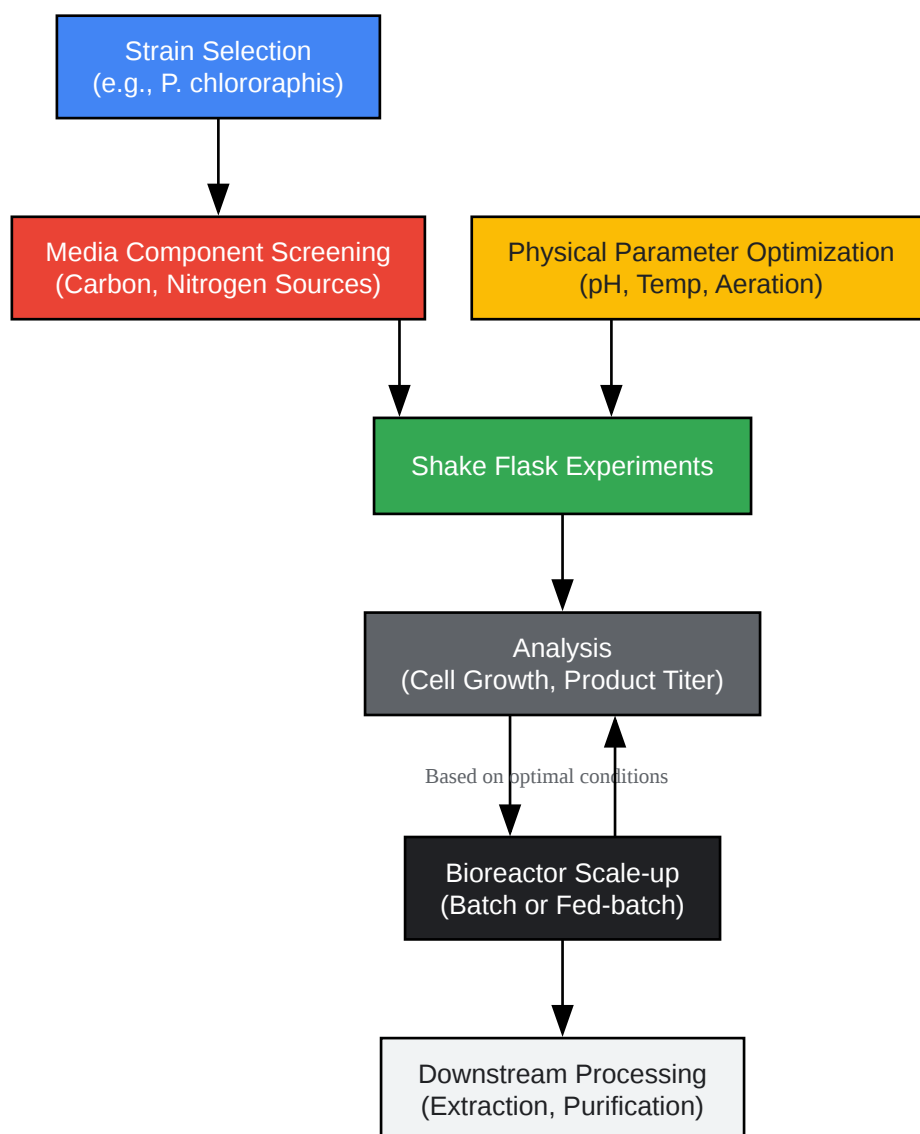 Strain Selection
(e.g., P. chlororaphis)
Media Component Screening
(Carbon, Nitrogen Sources)
Physical Parameter Optimization
(pH, Temp, Aeration)
Shake Flask Experiments
Analysis
(Cell Growth, Product Titer)
Based on optimal conditions
Bioreactor Scale-up
(Batch or Fed-batch)
Downstream Processing
(Extraction, Purification)